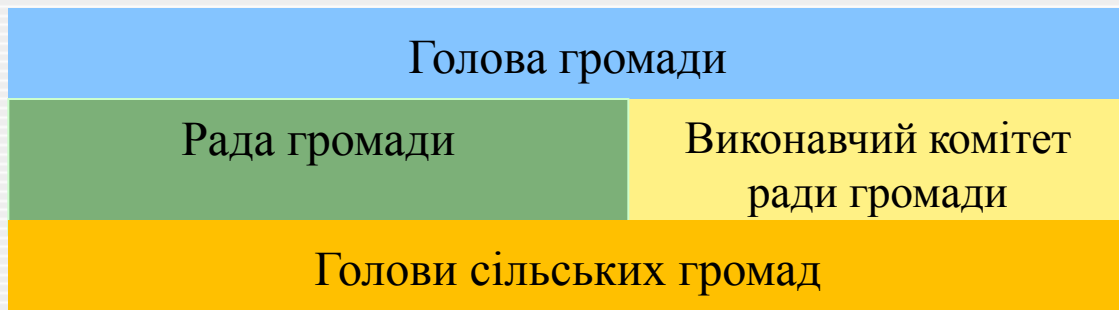 Голова громади
Рада громади
Виконавчий комітет
ради громади
Голови сільських громад